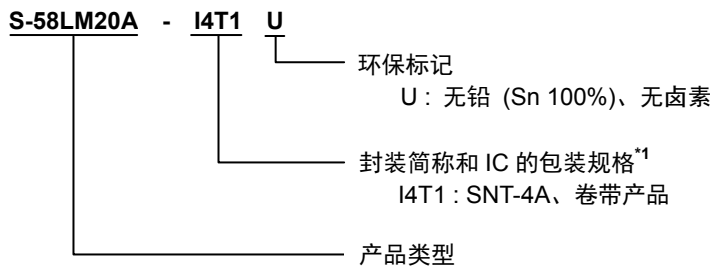 S-58LM20A - I4T1 U
环保标记
U : 无铅 (Sn 100%)、无卤素
封装简称和 IC 的包装规格*1
I4T1 : SNT-4A、卷带产品
产品类型